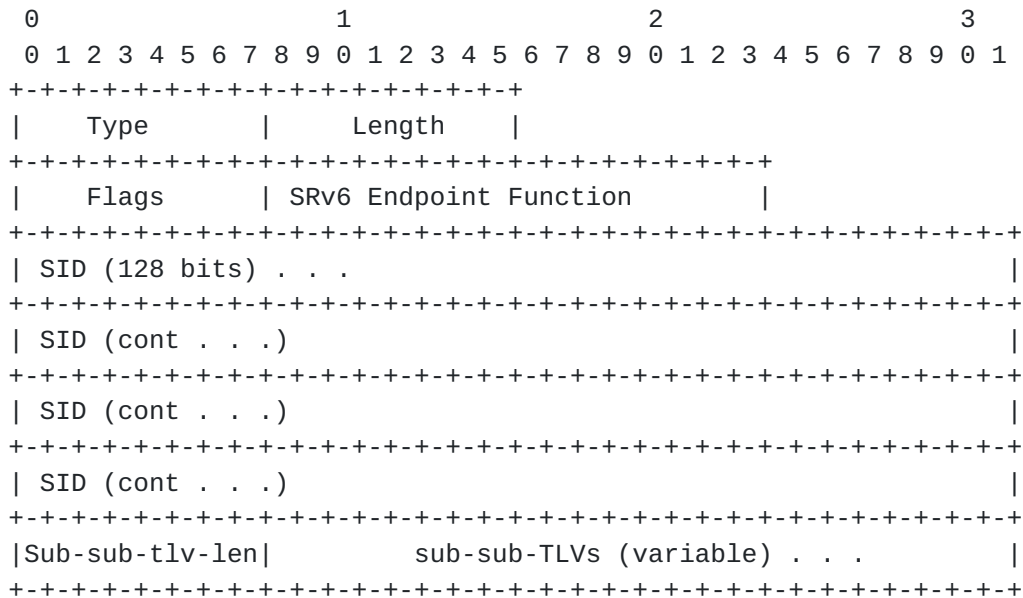 0                   1                   2                   3
 0 1 2 3 4 5 6 7 8 9 0 1 2 3 4 5 6 7 8 9 0 1 2 3 4 5 6 7 8 9 0 1
+-+-+-+-+-+-+-+-+-+-+-+-+-+-+-+-+
|    Type       |     Length    |
+-+-+-+-+-+-+-+-+-+-+-+-+-+-+-+-+-+-+-+-+-+-+-+-+
|    Flags      | SRv6 Endpoint Function        |
+-+-+-+-+-+-+-+-+-+-+-+-+-+-+-+-+-+-+-+-+-+-+-+-+-+-+-+-+-+-+-+-+
| SID (128 bits) . . .                                          |
+-+-+-+-+-+-+-+-+-+-+-+-+-+-+-+-+-+-+-+-+-+-+-+-+-+-+-+-+-+-+-+-+
| SID (cont . . .)                                              |
+-+-+-+-+-+-+-+-+-+-+-+-+-+-+-+-+-+-+-+-+-+-+-+-+-+-+-+-+-+-+-+-+
| SID (cont . . .)                                              |
+-+-+-+-+-+-+-+-+-+-+-+-+-+-+-+-+-+-+-+-+-+-+-+-+-+-+-+-+-+-+-+-+
| SID (cont . . .)                                              |
+-+-+-+-+-+-+-+-+-+-+-+-+-+-+-+-+-+-+-+-+-+-+-+-+-+-+-+-+-+-+-+-+
|Sub-sub-tlv-len|         sub-sub-TLVs (variable) . . .         |
+-+-+-+-+-+-+-+-+-+-+-+-+-+-+-+-+-+-+-+-+-+-+-+-+-+-+-+-+-+-+-+-+